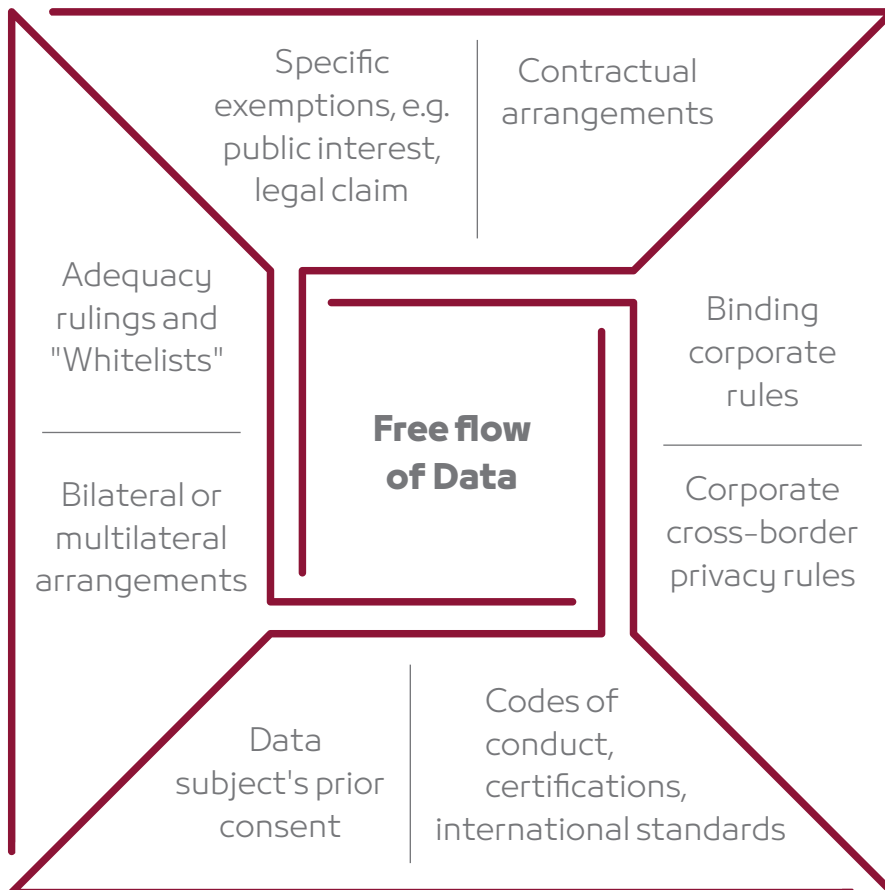 Specific
exemptions, e.g.
public interest,
legal claim
Contractual
arrangements
Adequacy
rulings and
"Whitelists"
Bilateral or
multilateral
arrangements
Free flow
of Data
Binding
corporate
rules
Corporate
cross-border
privacy rules
Data
subject's prior
consent
Codes of
conduct,
certifications,
international standards